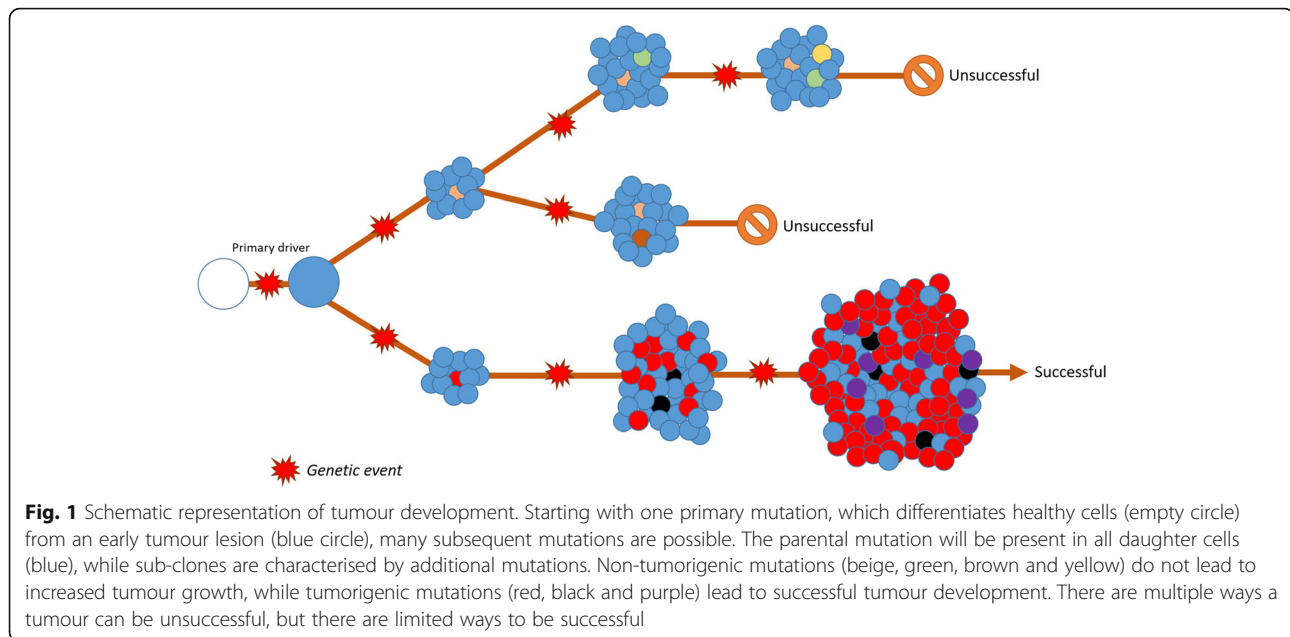 Unsuccessful
Unsuccessful
Primary driver
Successful
Genetic event
Fig. 1 Schematic representation of tumour development. Starting with one primary mutation, which differentiates healthy cells (empty circle)
from an early tumour lesion (blue circle), many subsequent mutations are possible. The parental mutation will be present in all daughter cells
(blue), while sub-clones are characterised by additional mutations. Non-tumorigenic mutations (beige, green, brown and yellow) do not lead to
increased tumour growth, while tumorigenic mutations (red, black and purple) lead to successful tumour development. There are multiple ways a
tumour can be unsuccessful, but there are limited ways to be successful